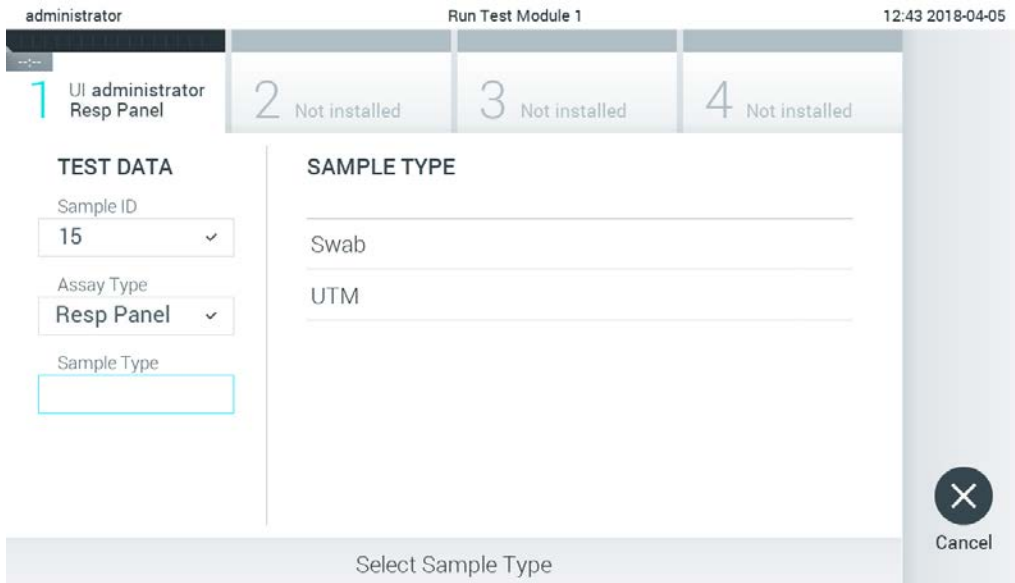 administrator Run Test Module 1 12:43 2018-04-05
--:--
1 UI administrator
Resp Panel
2 Not installed
3 Not installed
4 Not installed
TEST DATA
Sample ID
15
Assay Type
Resp Panel
Sample Type
SAMPLE TYPE
Swab
UTM
Cancel
Select Sample Type